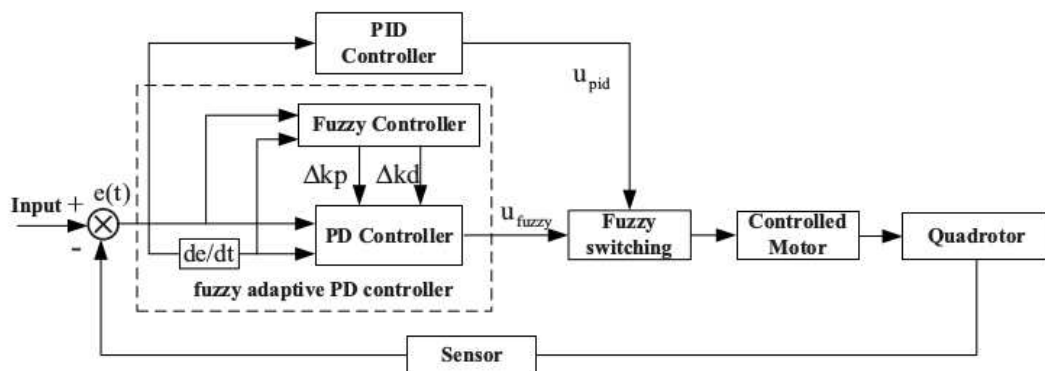 PID
Controller
u_pid
Fuzzy Controller
Δkp
Δkd
e(t)
Input +
-
PD Controller
de/dt
fuzzy adaptive PD controller
u_fuzzy
Fuzzy
switching
Controlled
Motor
Quadrotor
Sensor